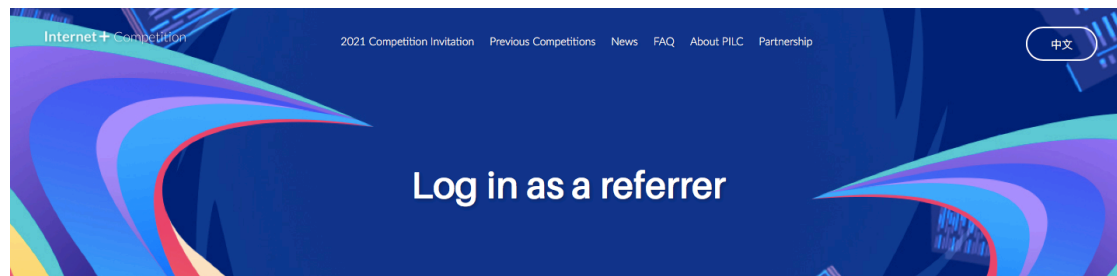 Internet+ Competition
2021 Competition Invitation Previous Competitions News FAQ About PILC Partnership
中文
Log in as a referrer